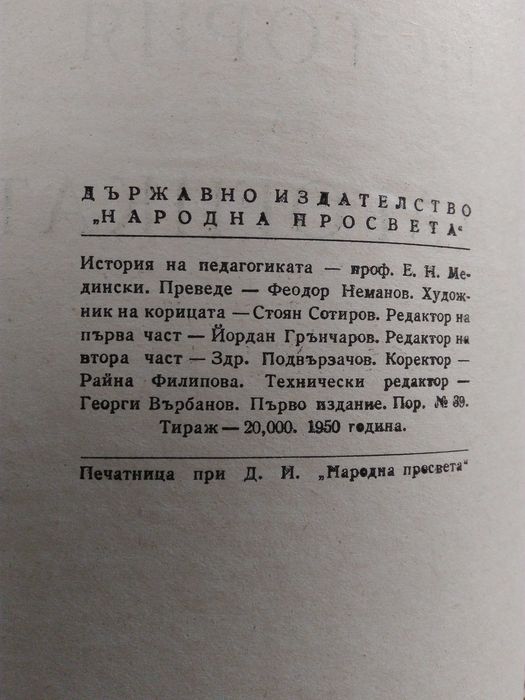 ДЪРЖАВНО ИЗДАТЕЛСТВО
„НАРОДНА ПРОСВЕТА“
История на педагогиката — проф. Е. Н. Ме-
дински. Преведе — Феодор Неманов. Худож-
ник на корицата — Стоян Сотиров. Редактор на
първа част — Йордан Грънчаров. Редактор на
втора част — Здр. Подвързачов. Коректор —
Райна Филипова. Технически редактор —
Георги Върбанов. Първо издание. Пор. № 39.
Тираж — 20,000. 1950 година.
Печатница при Д. И. „Народна просвета“